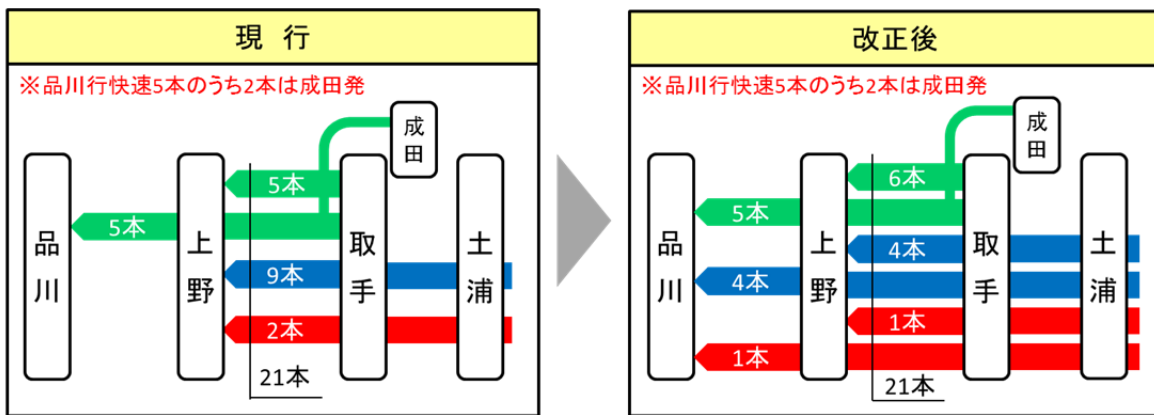 現 行
※品川行快速5本のうち2本は成田発
成田
品川
上野
取手
土浦
5本
5本
9本
2本
21本
改正後
※品川行快速5本のうち2本は成田発
成田
品川
上野
取手
土浦
6本
5本
4本
4本
1本
1本
21本